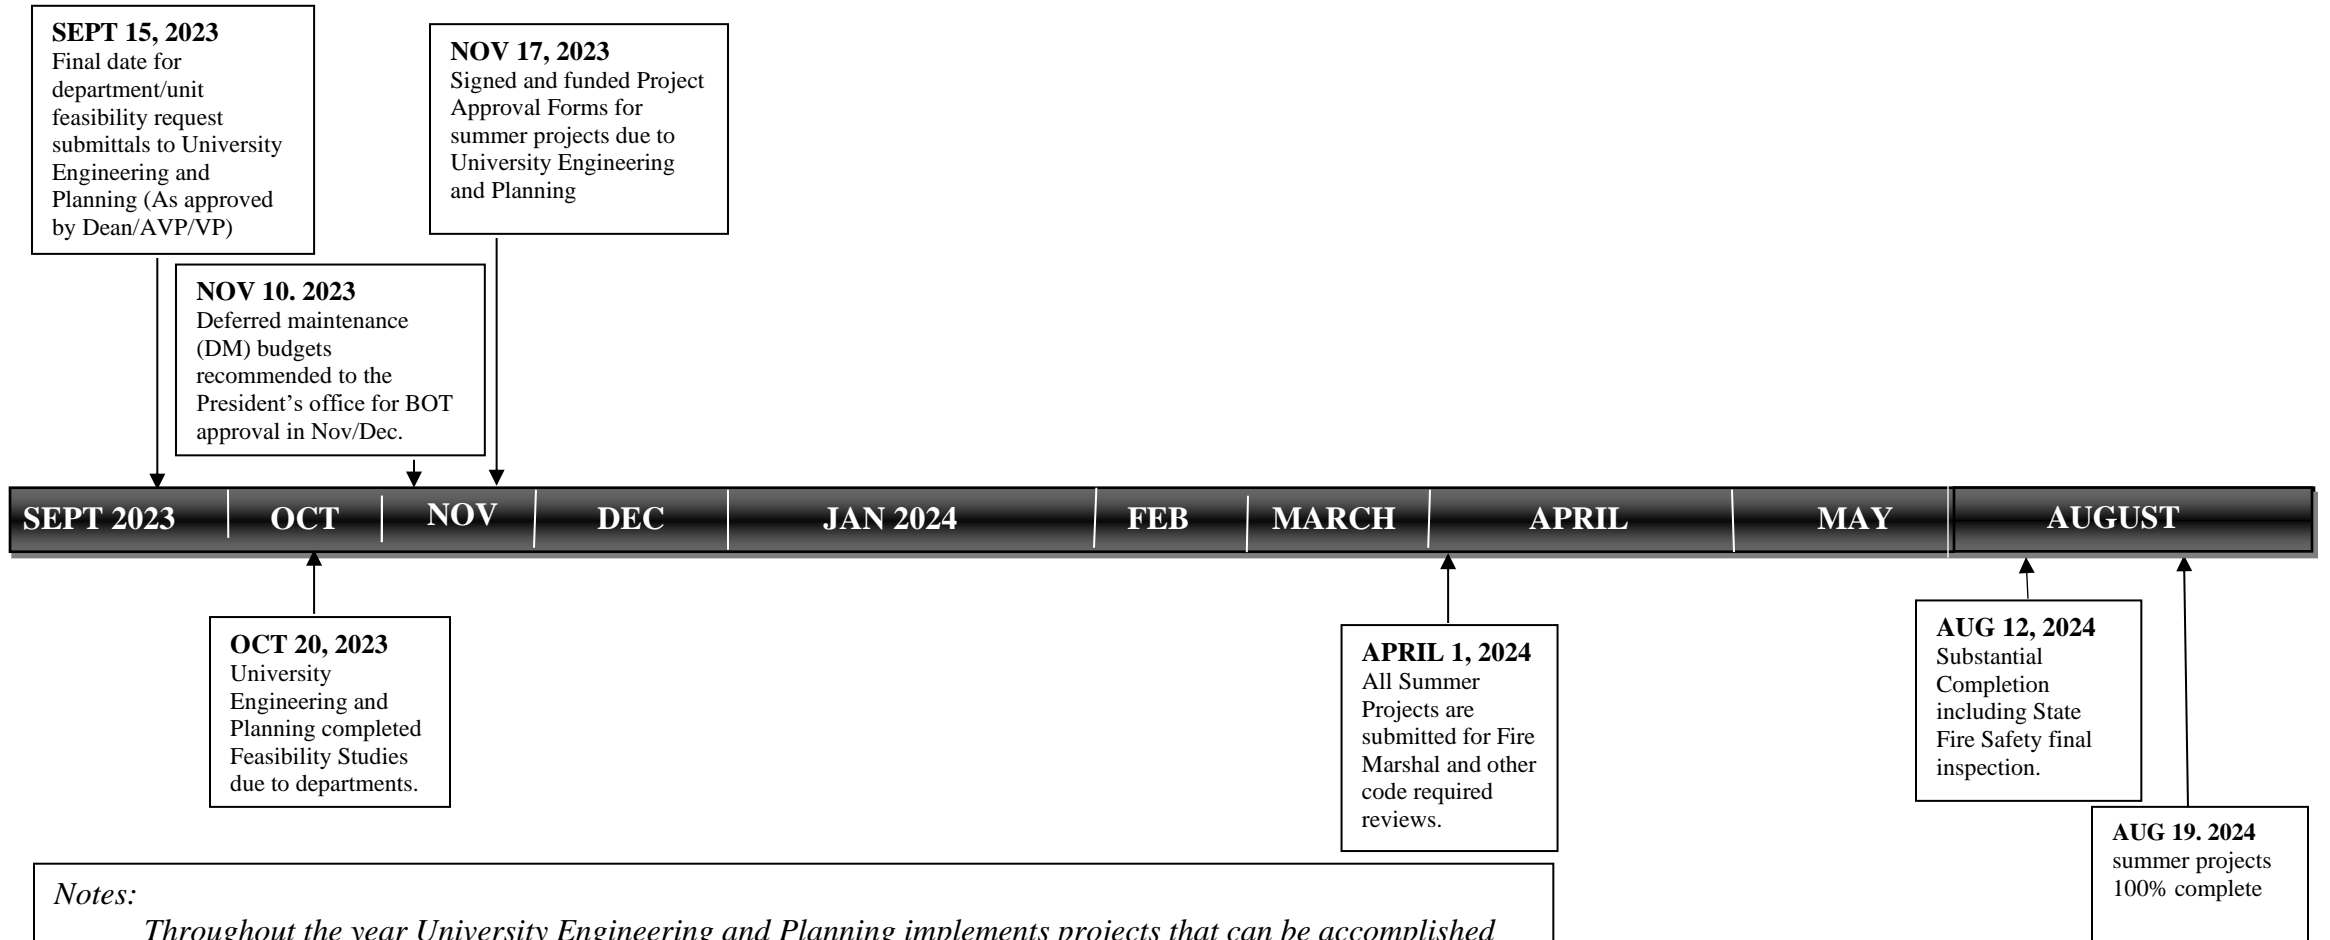 SEPT 15, 2023
Final date for
department/unit
feasibility request
submittals to University
Engineering and
Planning (As approved
by Dean/AVP/VP)
NOV 17, 2023
Signed and funded Project
Approval Forms for
summer projects due to
University Engineering
and Planning
NOV 10. 2023
Deferred maintenance
(DM) budgets
recommended to the
President’s office for BOT
approval in Nov/Dec.
SEPT 2023 OCT NOV DEC JAN 2024 FEB MARCH APRIL MAY AUGUST
OCT 20, 2023
University
Engineering and
Planning completed
Feasibility Studies
due to departments.
APRIL 1, 2024
All Summer
Projects are
submitted for Fire
Marshal and other
code required
reviews.
AUG 12, 2024
Substantial
Completion
including State
Fire Safety final
inspection.
AUG 19. 2024
summer projects
100% complete
Notes:
Throughout the year University Engineering and Planning implements projects that can be accomplished